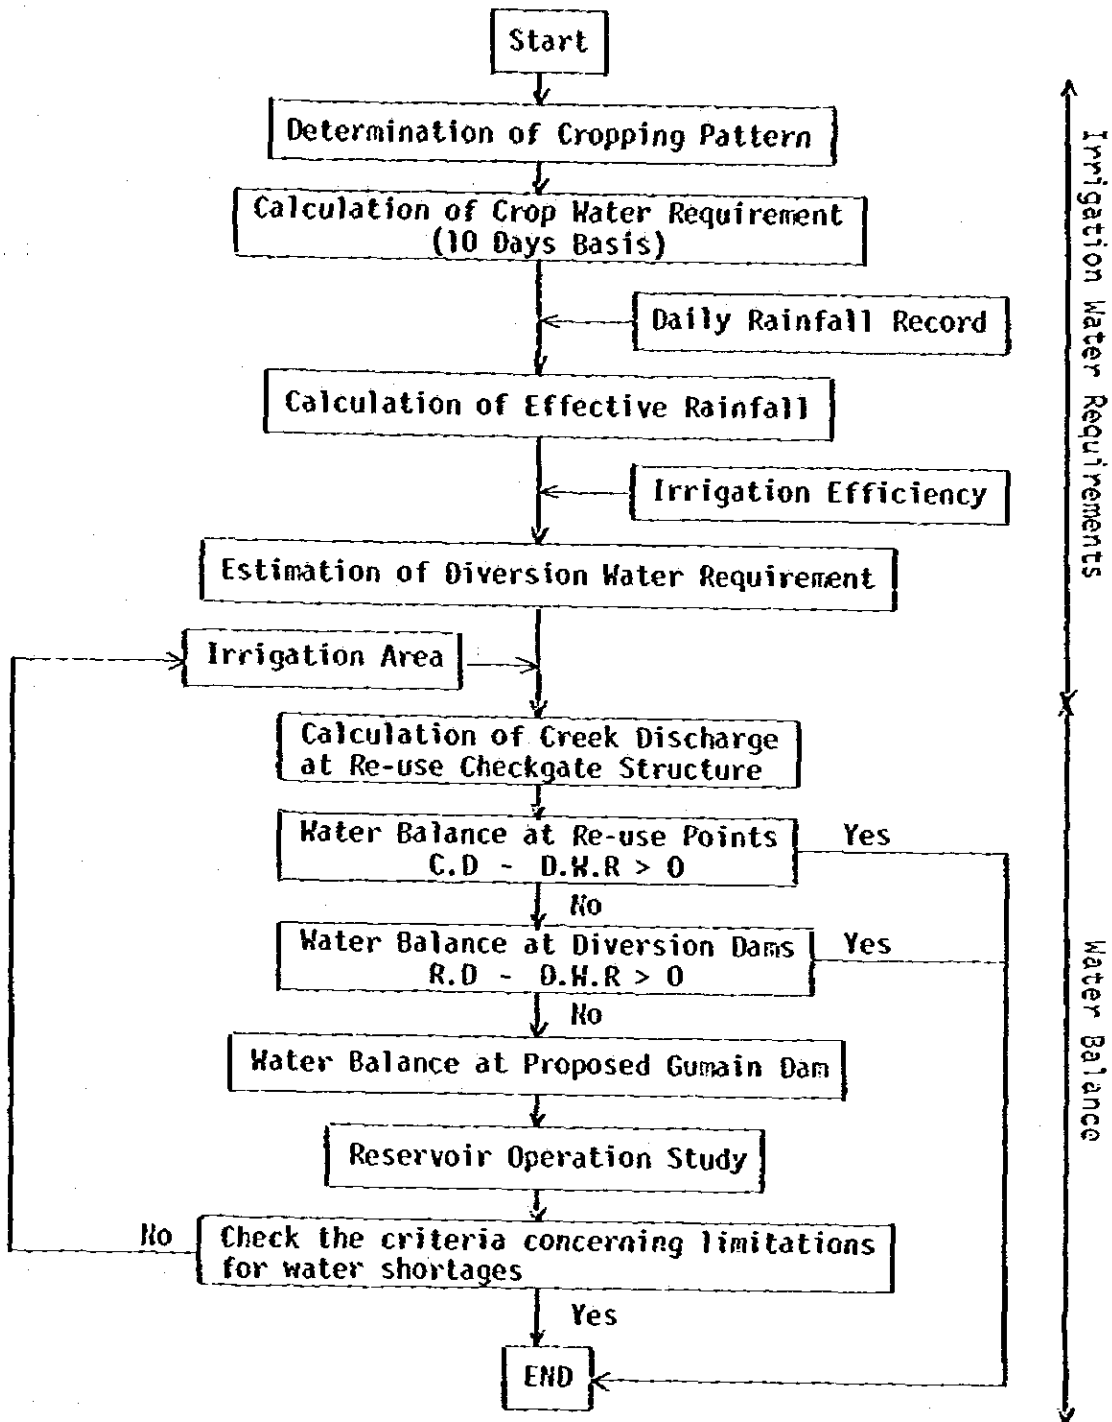 Start
Determination of Cropping Pattern
Calculation of Crop Water Requirement
(10 Days Basis)
Daily Rainfall Record
Calculation of Effective Rainfall
Irrigation Efficiency
Estimation of Diversion Water Requirement
Irrigation Area
Calculation of Creek Discharge
at Re-use Checkgate Structure
Water Balance at Re-use Points
C.D - D.W.R > 0
Yes
No
Water Balance at Diversion Dams
R.D - D.W.R > 0
Yes
No
Water Balance at Proposed Gumain Dam
Reservoir Operation Study
No
Check the criteria concerning limitations
for water shortages
Yes
END
Irrigation Water Requirements
Water Balance